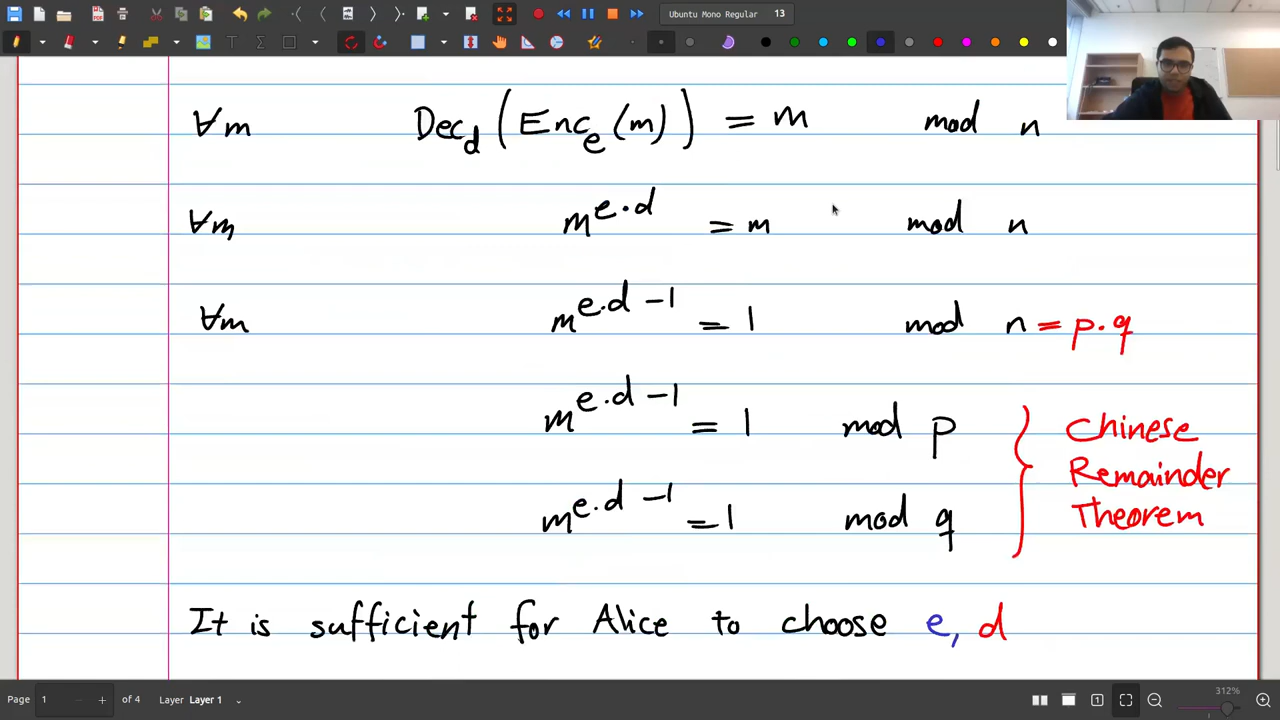 Ubuntu Mono Regular 13
∀m Dec_d (Enc_e(m)) = m mod n
∀m m^{e·d} = m mod n
∀m m^{e·d-1} = 1 mod n = p·q
m^{e·d-1} = 1 mod p
m^{e·d-1} = 1 mod q
Chinese
Remainder
Theorem
It is sufficient for Alice to choose e, d
Page 1 of 4 Layer Layer 1 312%